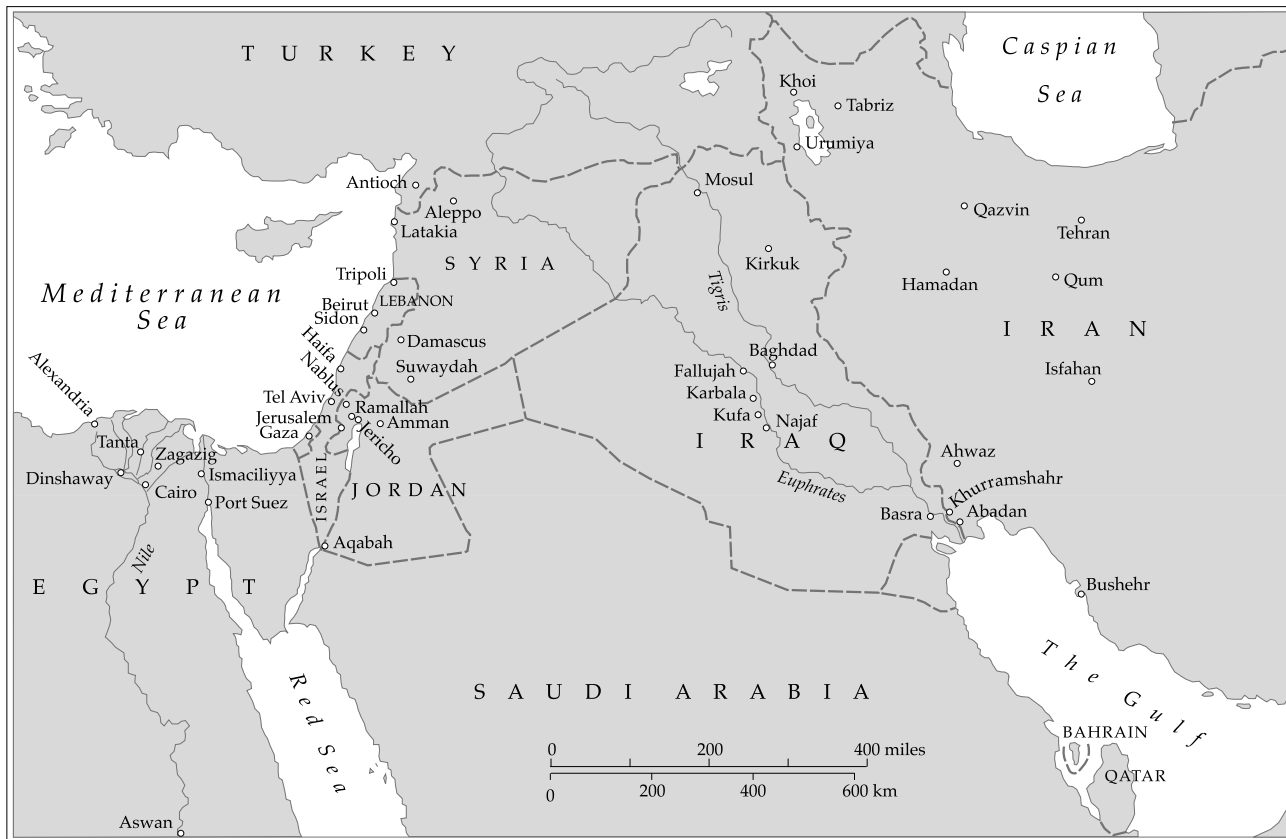 TURKEY
Caspian
Sea
Khoi
Tabriz
Urumiya
Antioch
Mosul
Aleppo
Qazvin
Latakia
Tehran
SYRIA
Kirkuk
Tripoli
Hamadan
Qum
Tigris
Mediterranean
Sea
Beirut
LEBANON
Sidon
IRAN
Haifa
Damascus
Baghdad
Nablus
Suwaydah
Fallujah
Isfahan
Alexandria
Tel Aviv
Karbala
Ramallah
Jerusalem
Amman
Kufa
Najaf
Gaza
Jericho
IRAQ
Tanta
Zagazig
Ahwaz
Dinshaway
Ismaciliyya
Cairo
ISRAEL
JORDAN
Euphrates
Khurramshahr
Port Suez
Basra
Abadan
Aqabah
Nile
EGYPT
Bushehr
The Gulf
SAUDI ARABIA
Red Sea
BAHRAIN
QATAR
0 200 400 miles
0 200 400 600 km
Aswan